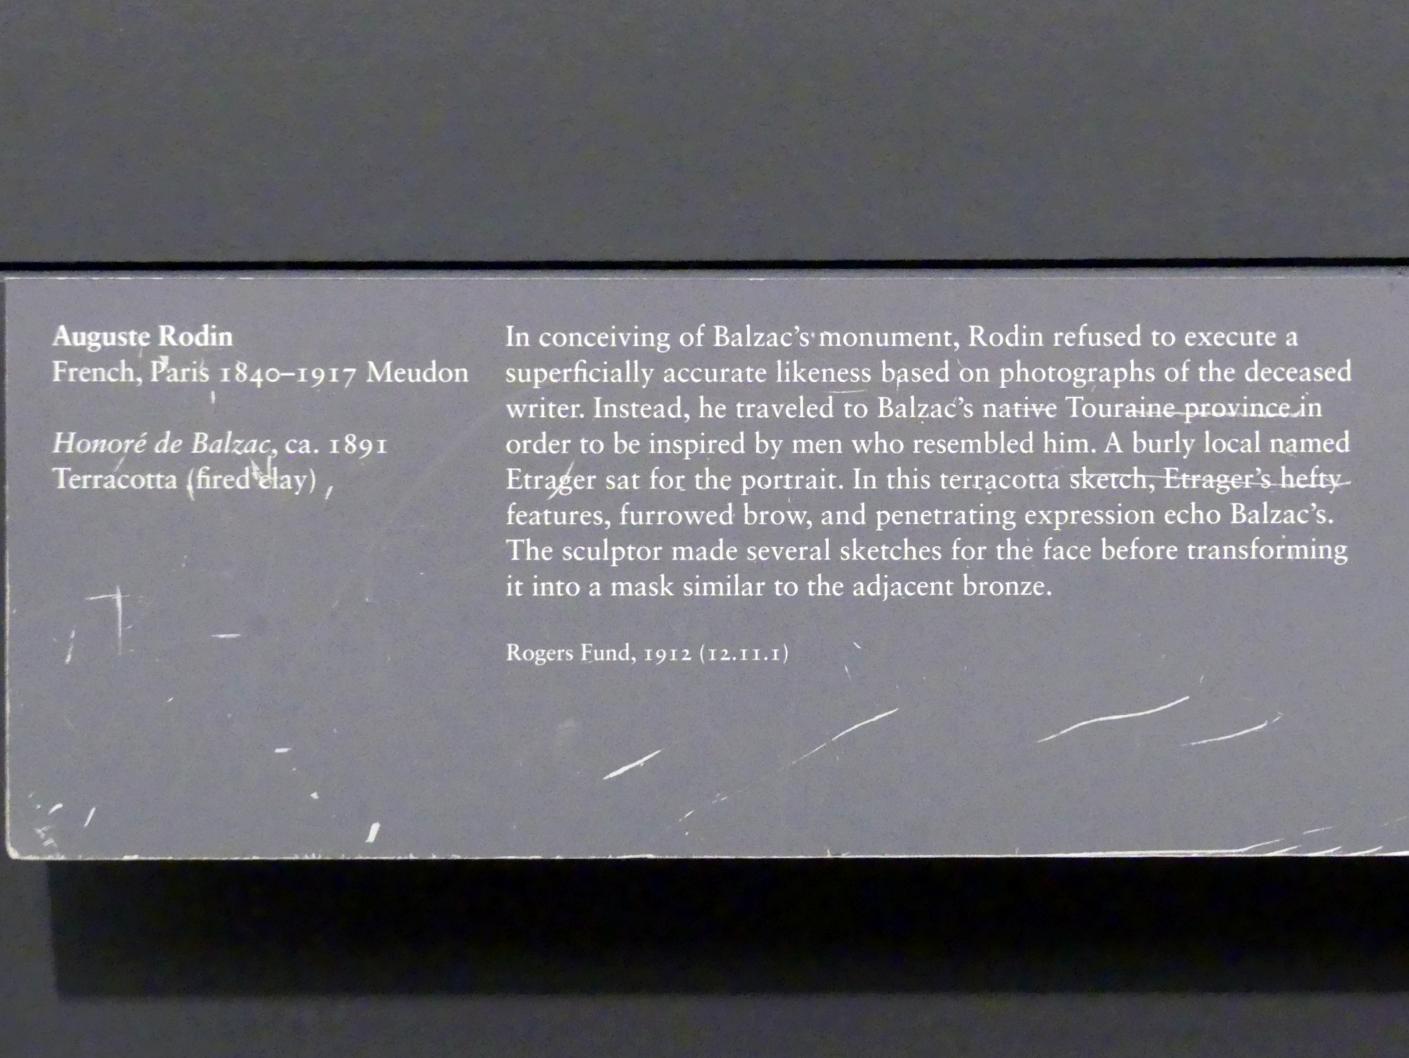 Auguste Rodin
French, Paris 1840–1917 Meudon
Honoré de Balzac, ca. 1891
Terracotta (fired clay)
In conceiving of Balzac's monument, Rodin refused to execute a
superficially accurate likeness based on photographs of the deceased
writer. Instead, he traveled to Balzac's native Touraine province in
order to be inspired by men who resembled him. A burly local named
Etrager sat for the portrait. In this terracotta sketch, Etrager's hefty
features, furrowed brow, and penetrating expression echo Balzac's.
The sculptor made several sketches for the face before transforming
it into a mask similar to the adjacent bronze.
Rogers Fund, 1912 (12.11.1)